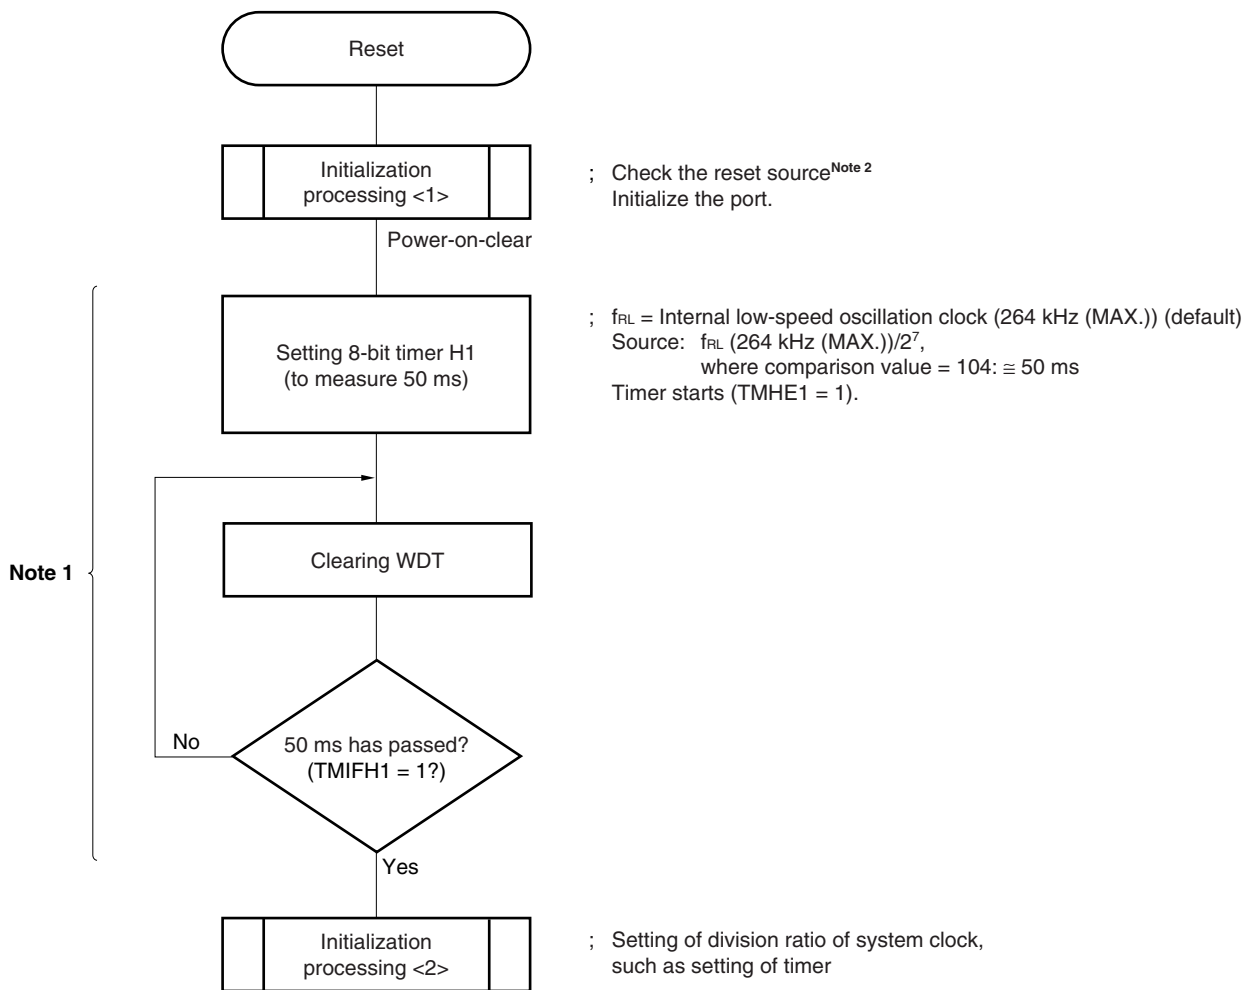 Reset
Initialization
processing <1>
; Check the reset source Note 2
Initialize the port.
Power-on-clear
Setting 8-bit timer H1
(to measure 50 ms)
; fRL = Internal low-speed oscillation clock (264 kHz (MAX.)) (default)
Source: fRL (264 kHz (MAX.))/2⁷,
where comparison value = 104: ≅ 50 ms
Timer starts (TMHE1 = 1).
Note 1
Clearing WDT
No
50 ms has passed?
(TMIFH1 = 1?)
Yes
Initialization
processing <2>
; Setting of division ratio of system clock,
such as setting of timer